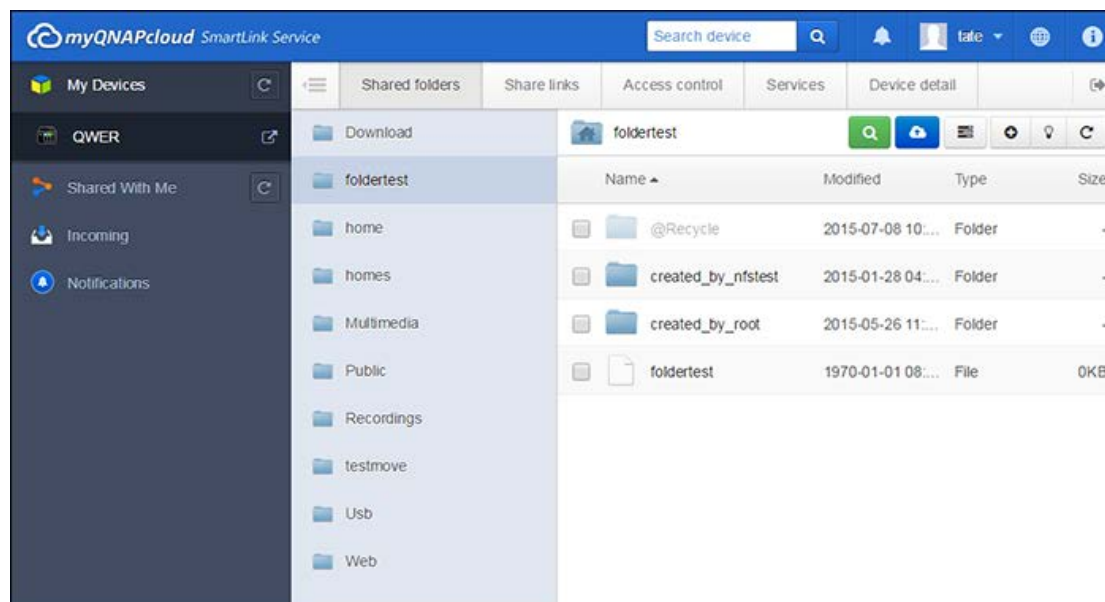 myQNAPcloud SmartLink Service
Search device
tate
My Devices
Shared folders
Share links
Access control
Services
Device detail
QWER
Download
foldertest
Shared With Me
foldertest
Name
Modified
Type
Size
Incoming
home
@Recycle
2015-07-08 10:...
Folder
-
Notifications
homes
created_by_nfstest
2015-01-28 04:...
Folder
-
Multimedia
created_by_root
2015-05-26 11:...
Folder
-
Public
foldertest
1970-01-01 08:...
File
0KB
Recordings
testmove
Usb
Web